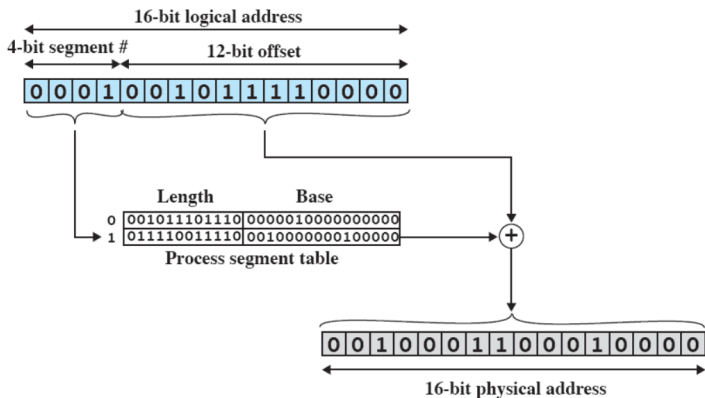 16-bit logical address
4-bit segment # 12-bit offset
0 0 0 1 0 0 1 0 1 1 1 1 0 0 0 0
Length Base
0 001011101110 0000010000000000
1 011110011110 0010000000100000
Process segment table
+
0 0 1 0 0 0 1 1 0 0 0 1 0 0 0 0
16-bit physical address